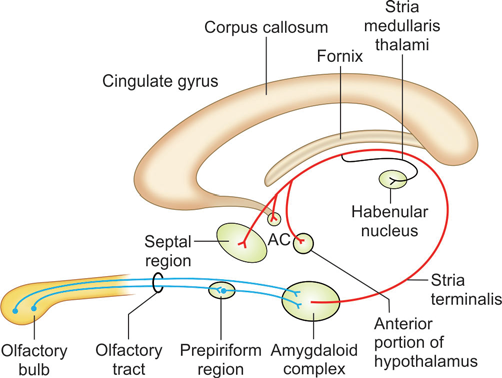 Stria
medullaris
thalami
Corpus callosum
Fornix
Cingulate gyrus
Habenular
nucleus
AC
Septal
region
Stria
terminalis
Anterior
portion of
hypothalamus
Olfactory
bulb
Olfactory
tract
Prepiriform
region
Amygdaloid
complex